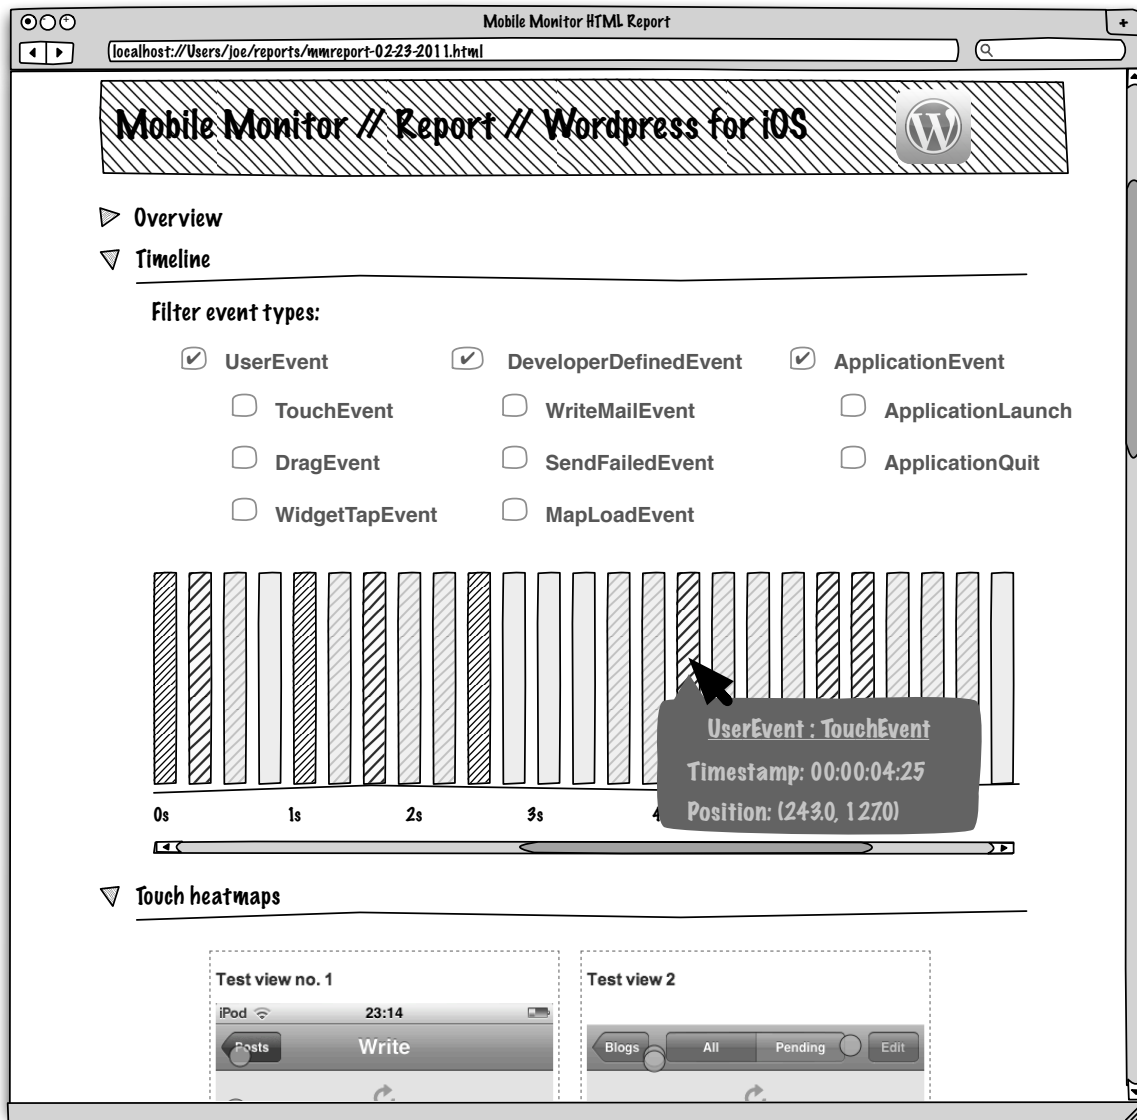 Mobile Monitor HTML Report
+
localhost://Users/joe/reports/mmreport-02-23-2011.html
Mobile Monitor // Report // Wordpress for iOS
W
Overview
Timeline
Filter event types:
UserEvent DeveloperDefinedEvent ApplicationEvent
TouchEvent WriteMailEvent ApplicationLaunch
DragEvent SendFailedEvent ApplicationQuit
WidgetTapEvent MapLoadEvent
UserEvent : TouchEvent
Timestamp: 00:00:04:25
Position: (243.0, 127.0)
0s 1s 2s 3s 4
Touch heatmaps
Test view no. 1 Test view 2
iPod 23:14
Posts Write Blogs All Pending Edit